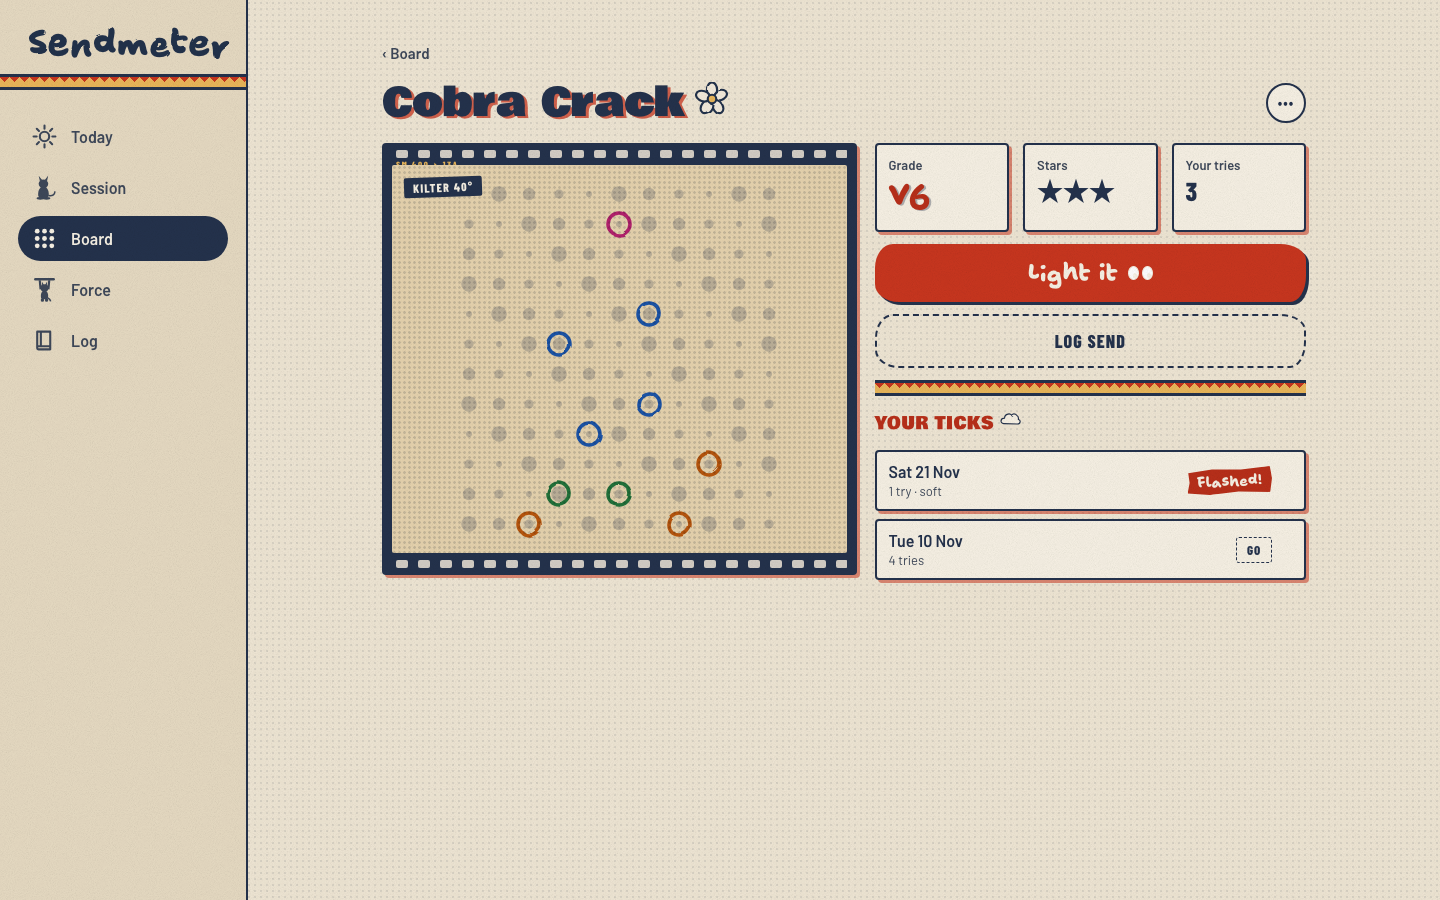 Sendmeter
Today
Session
Board
Force
Log
‹ Board
Cobra Crack
KILTER 40°
Grade
V6
Stars
★★★
Your tries
3
Light it
LOG SEND
YOUR TICKS
Sat 21 Nov
1 try · soft
Flashed!
Tue 10 Nov
4 tries
GO